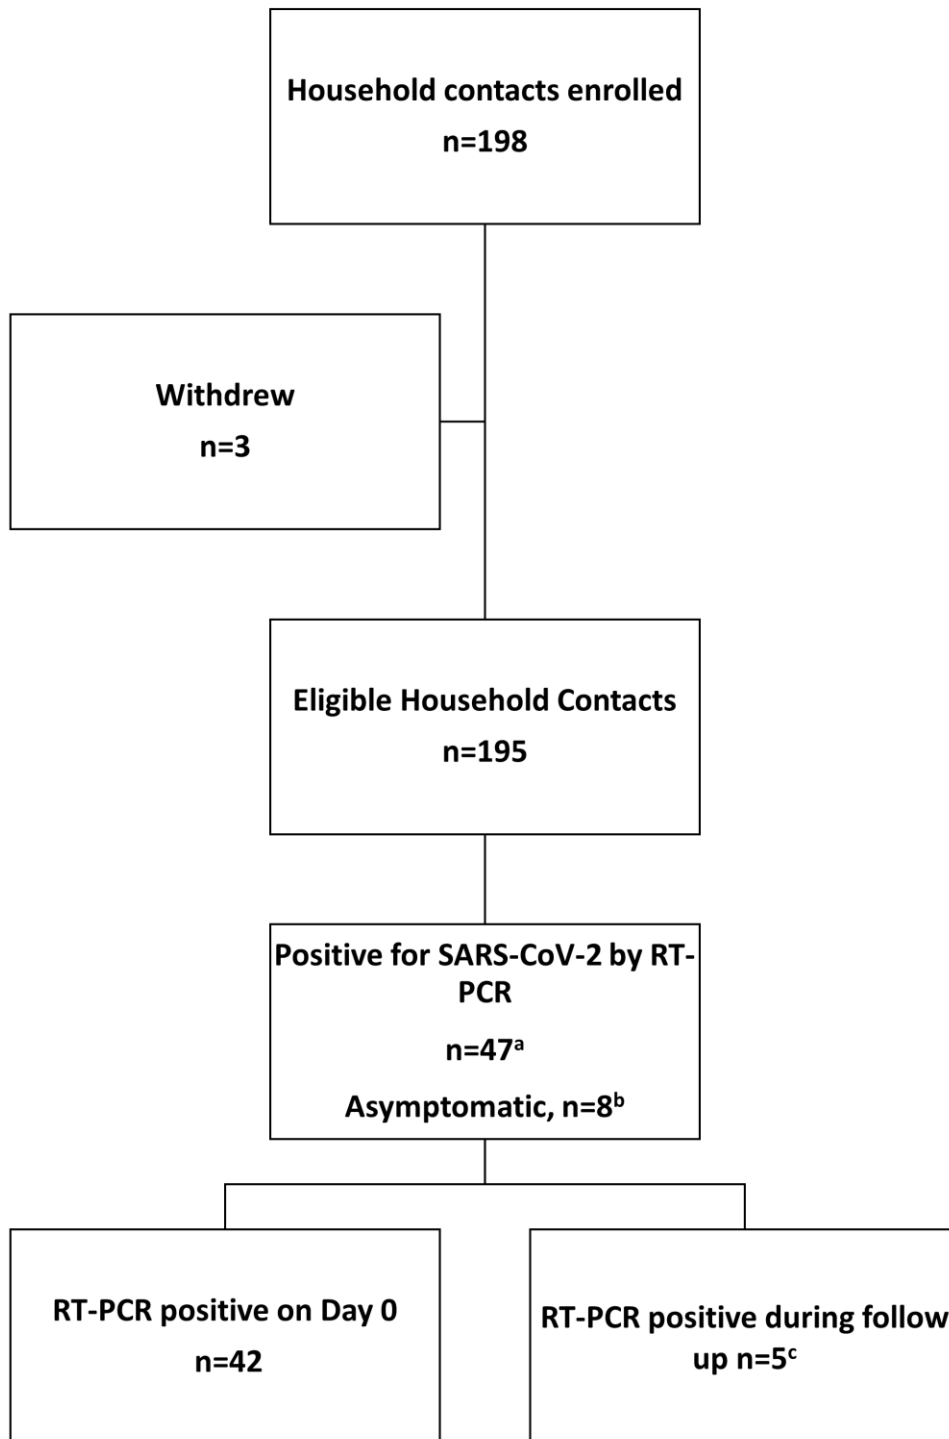 Household contacts enrolled
n=198
Withdrew
n=3
Eligible Household Contacts
n=195
Positive for SARS-CoV-2 by RT-
PCR
n=47ᵃ
Asymptomatic, n=8ᵇ
RT-PCR positive on Day 0
n=42
RT-PCR positive during follow
up n=5ᶜ